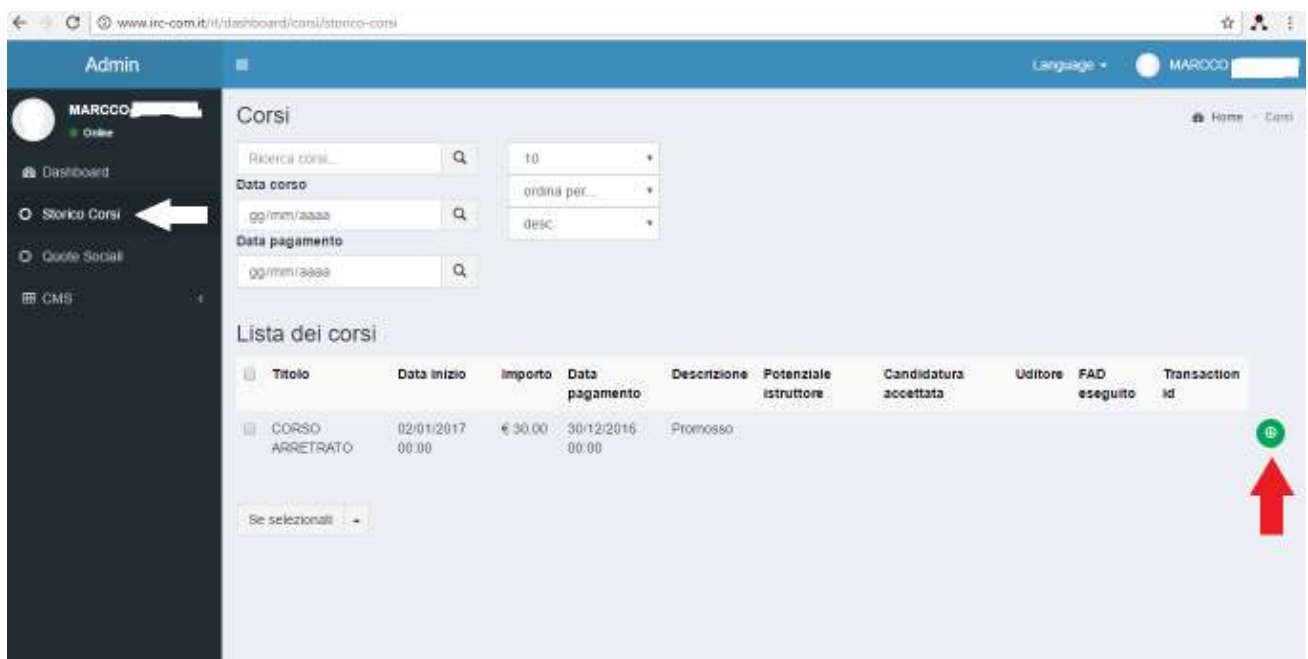 www.irc-com.it/it/dashboard/corsi/storico-corsi
Admin
Language
MAROCO
MARCCO
Online
Corsi
Home Corsi
Dashboard
Storico Corsi
Quote Sociali
CMS
Ricerca corsi...
10
Data corso
ordina per...
gg/mm/aaaa
desc
Data pagamento
gg/mm/aaaa
Lista dei corsi
Titolo Data inizio Importo Data pagamento Descrizione Potenziale istruttore Candidatura accettata Uditore FAD eseguito Transaction id
CORSO ARRETRATO 02/01/2017 00:00 € 30,00 30/12/2016 00:00 Promosso
Se selezionati